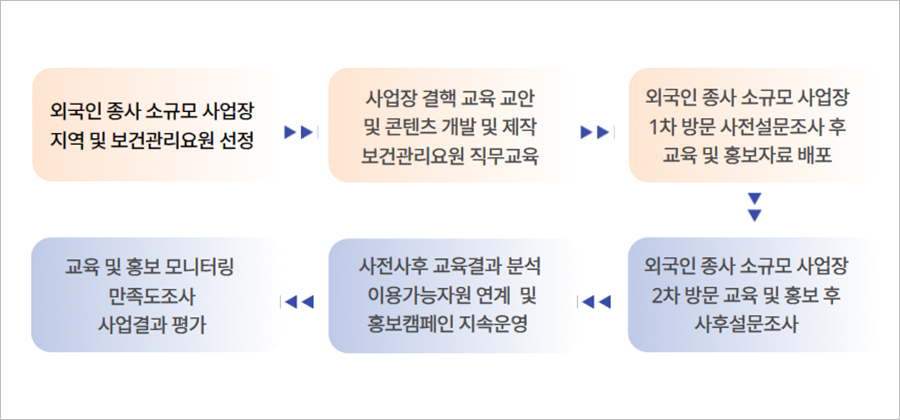 외국인 종사 소규모 사업장
지역 및 보건관리요원 선정
사업장 결핵 교육 교안
및 콘텐츠 개발 및 제작
보건관리요원 직무교육
외국인 종사 소규모 사업장
1차 방문 사전설문조사 후
교육 및 홍보자료 배포
외국인 종사 소규모 사업장
2차 방문 교육 및 홍보 후
사후설문조사
사전사후 교육결과 분석
이용가능자원 연계 및
홍보캠페인 지속운영
교육 및 홍보 모니터링
만족도조사
사업결과 평가